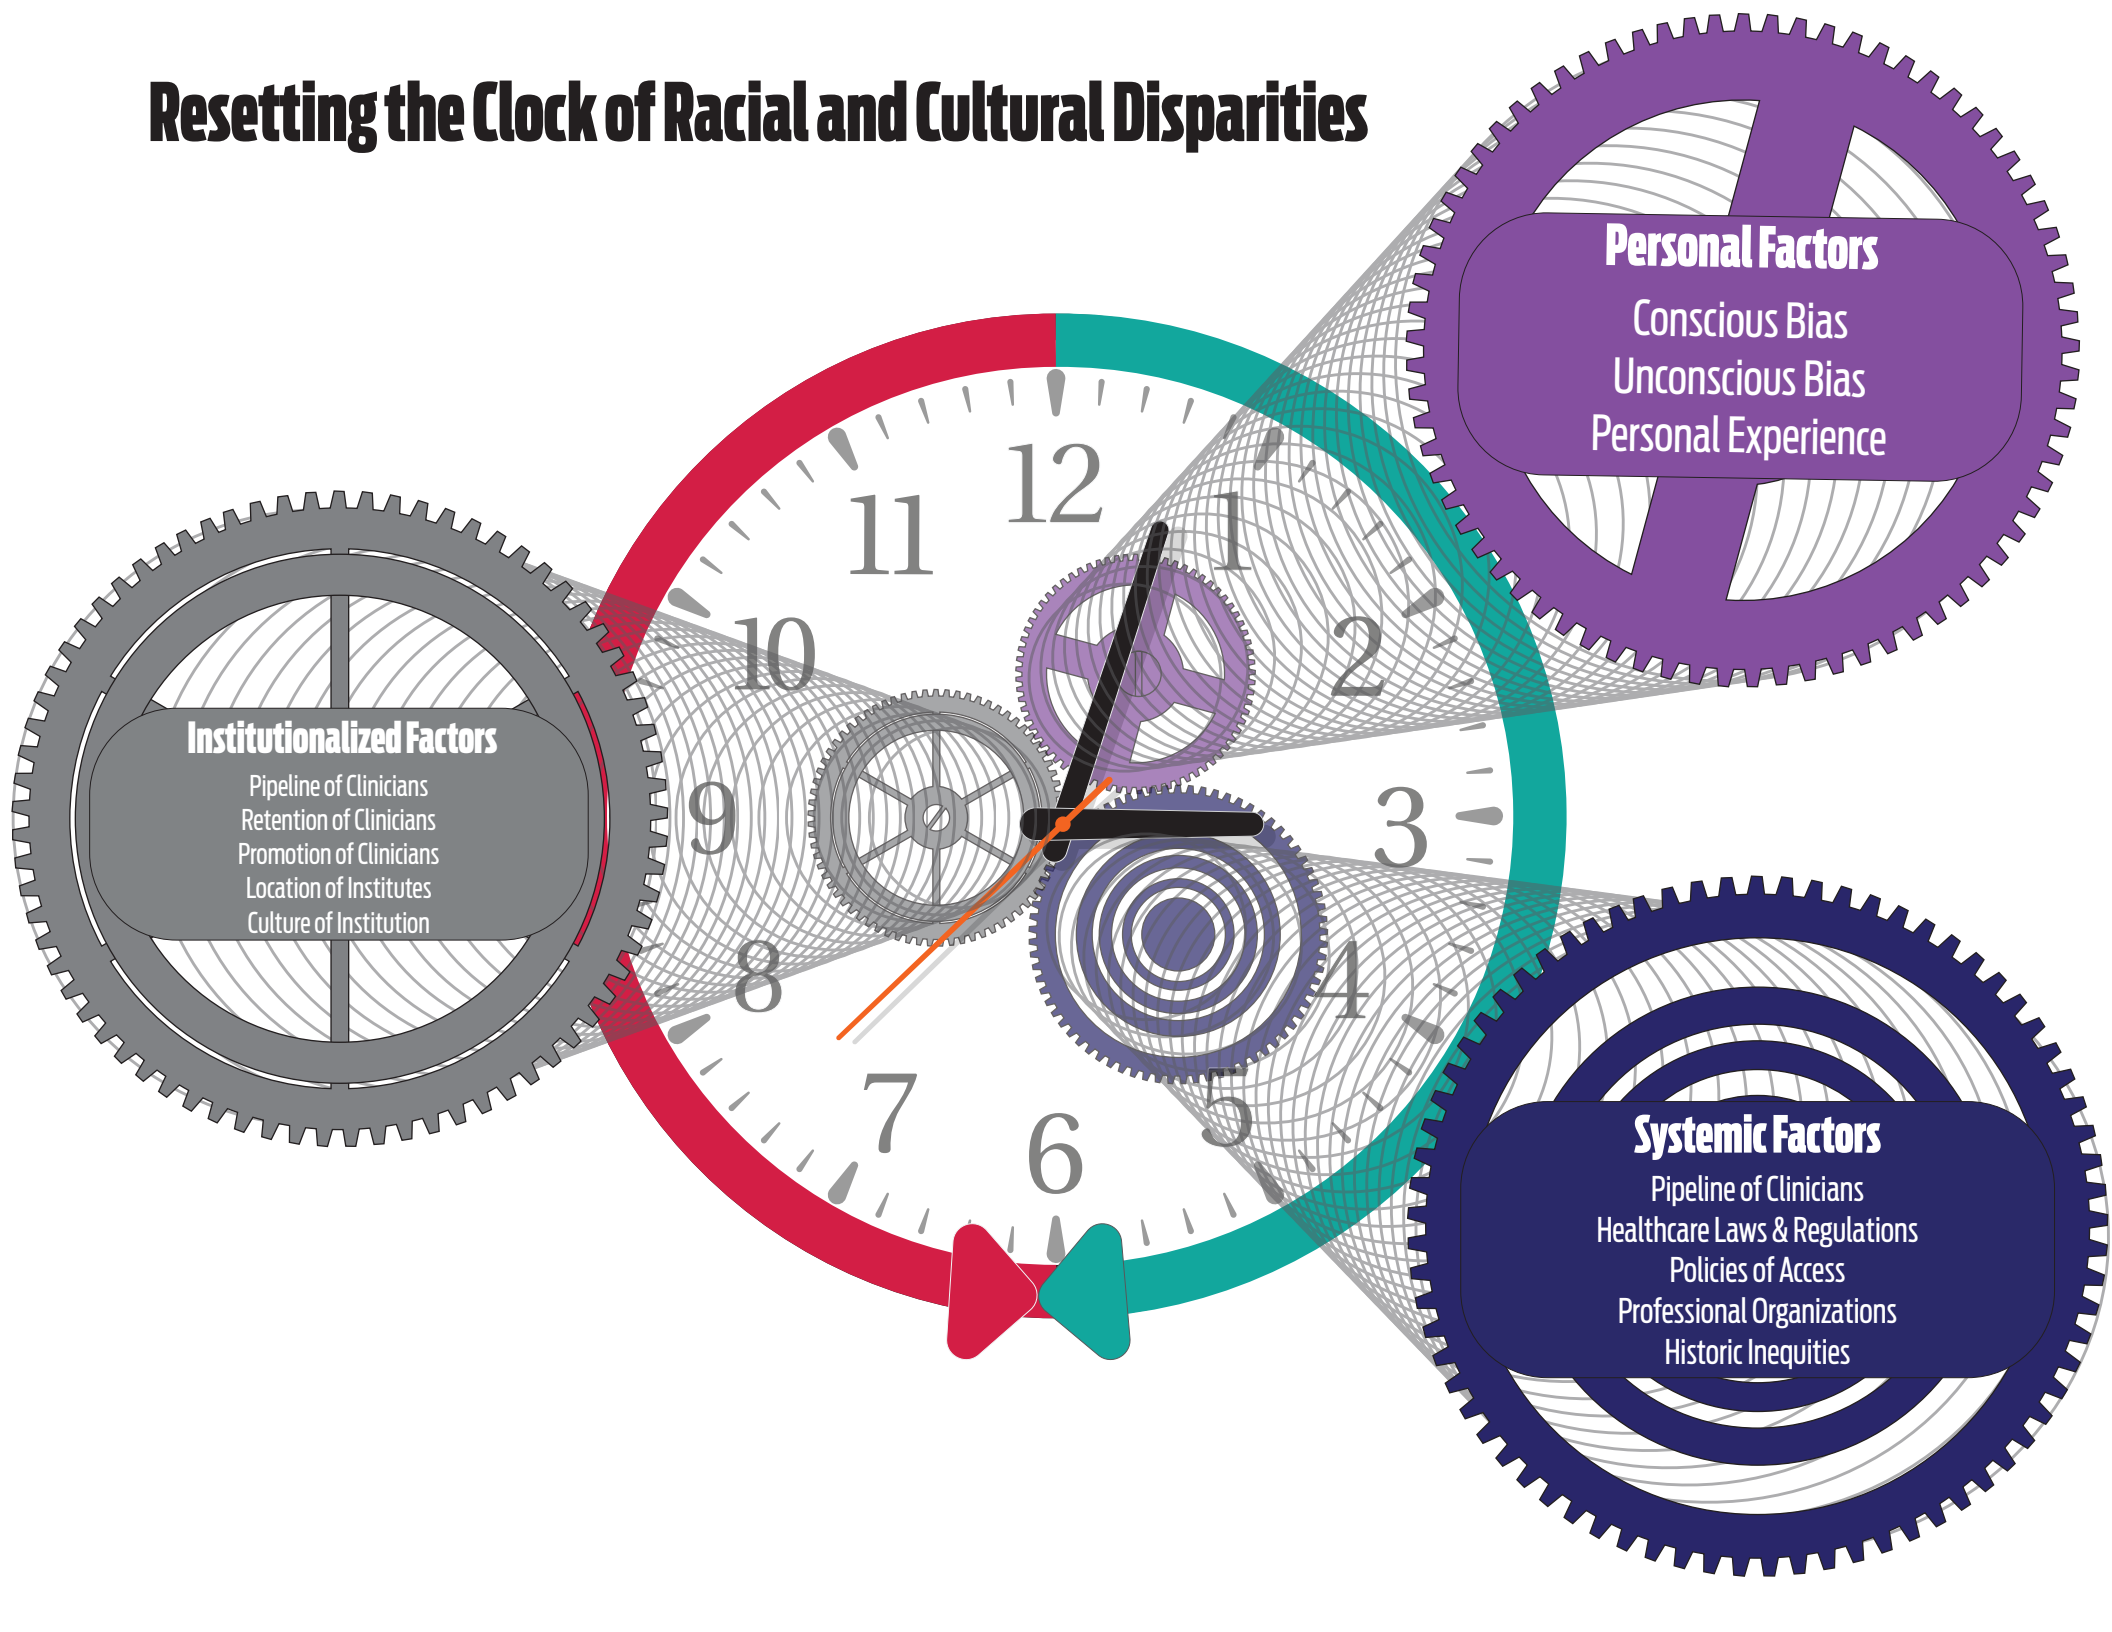 Resetting the Clock of Racial and Cultural Disparities
Personal Factors
Conscious Bias
Unconscious Bias
Personal Experience
12
11
1
10
2
9
3
8
4
7
5
6
Institutionalized Factors
Pipeline of Clinicians
Retention of Clinicians
Promotion of Clinicians
Location of Institutes
Culture of Institution
Systemic Factors
Pipeline of Clinicians
Healthcare Laws & Regulations
Policies of Access
Professional Organizations
Historic Inequities